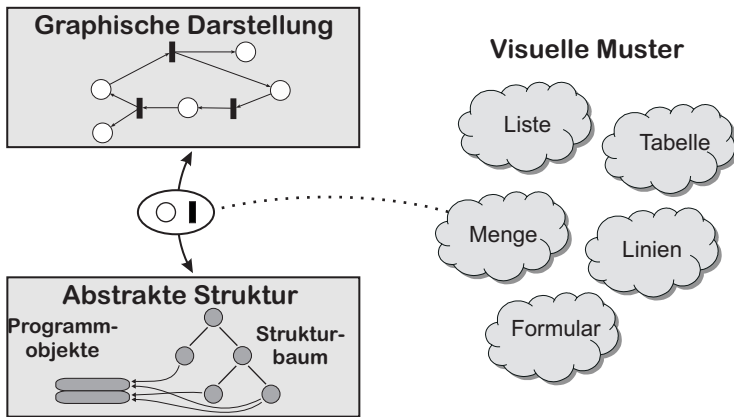 Graphische Darstellung
Visuelle Muster
Liste
Tabelle
Menge
Linien
Formular
Abstrakte Struktur
Programm-
objekte
Struktur-
baum